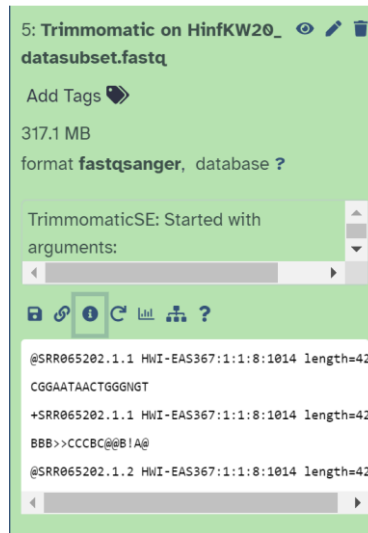 5: Trimmomatic on HinfKW20_
datasubset.fastq
Add Tags
317.1 MB
format fastqsanger, database ?
TrimmomaticSE: Started with
arguments:
?
@SRR065202.1.1 HWI-EAS367:1:1:8:1014 length=42
CGGAATAACTGGGNGT
+SRR065202.1.1 HWI-EAS367:1:1:8:1014 length=42
BBB>>CCCBC@@B!A@
@SRR065202.1.2 HWI-EAS367:1:1:8:1014 length=42